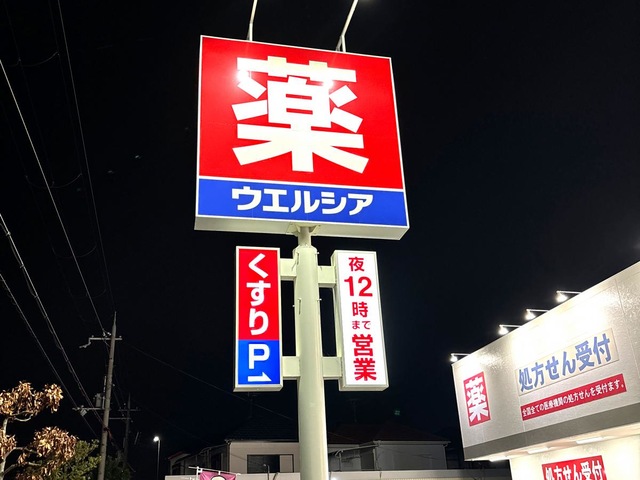 薬
ウエルシア
くすり
P
夜
12
時
まで
営業
薬
処方せん受付
全国全ての医療機関の処方せんを受付ます。
処方せん受付